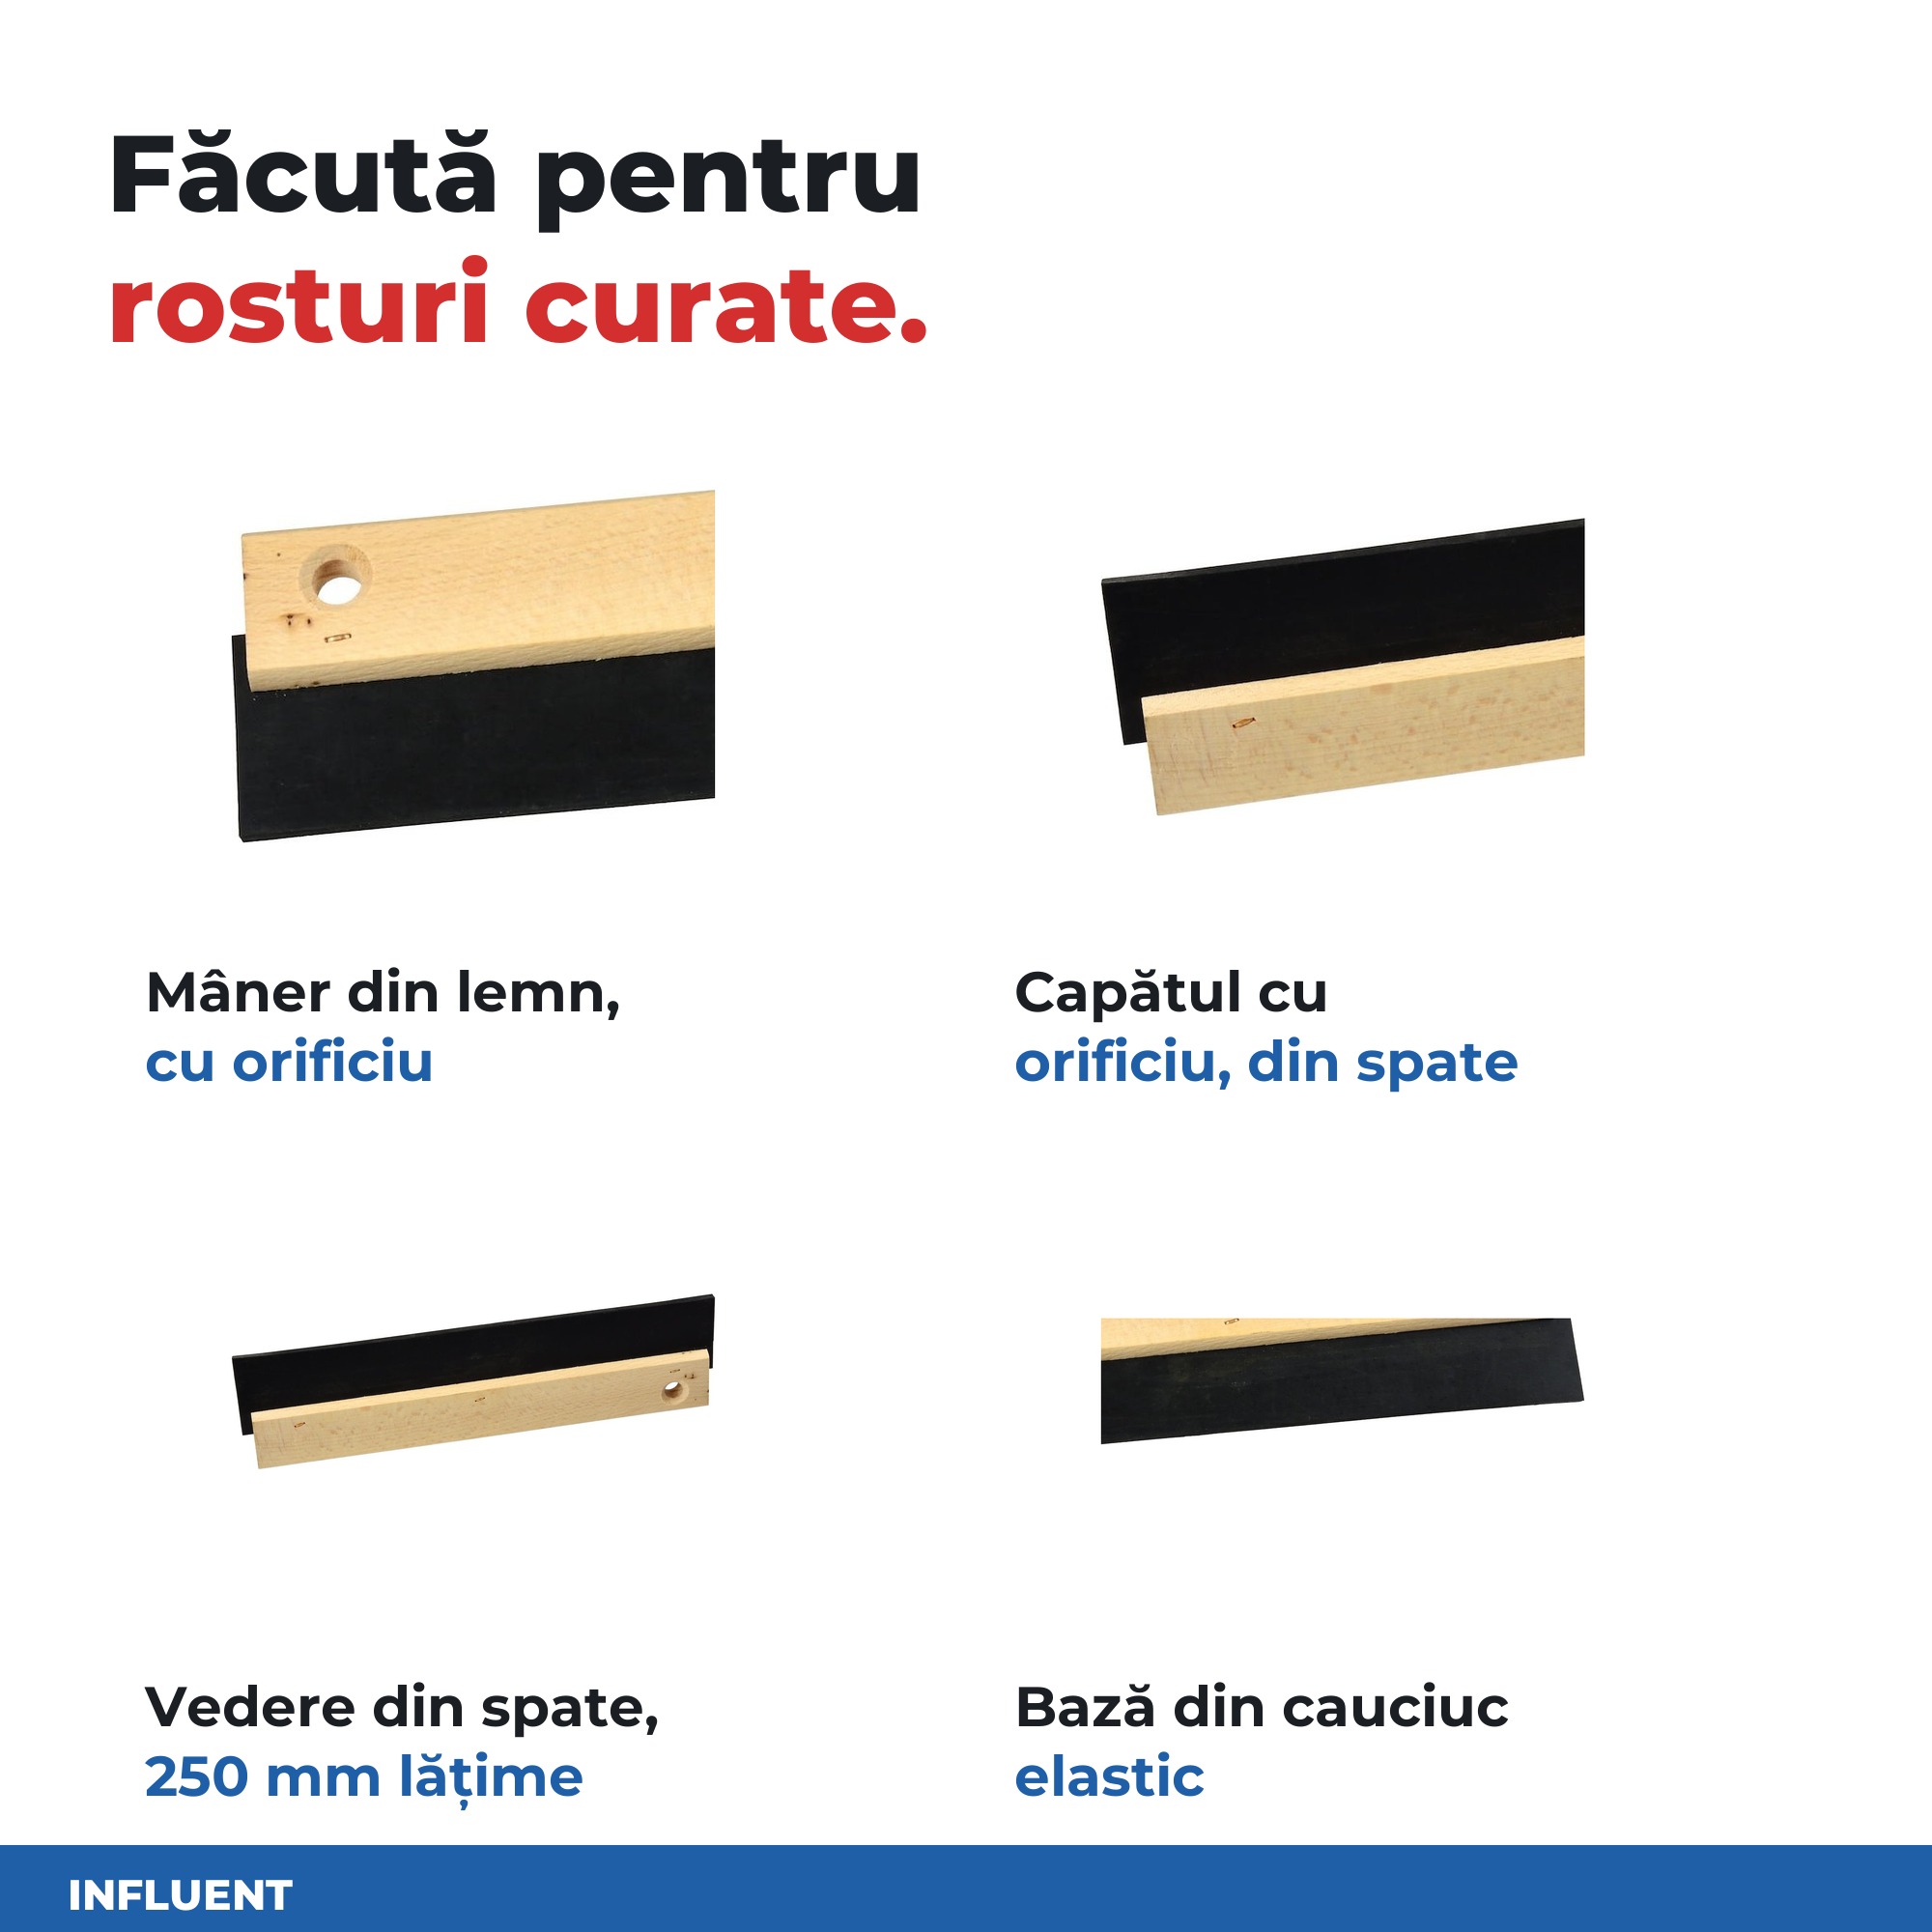 Făcută pentru
rosturi curate.
Mâner din lemn,
cu orificiu
Capătul cu
orificiu, din spate
Vedere din spate,
250 mm lățime
Bază din cauciuc
elastic
INFLUENT